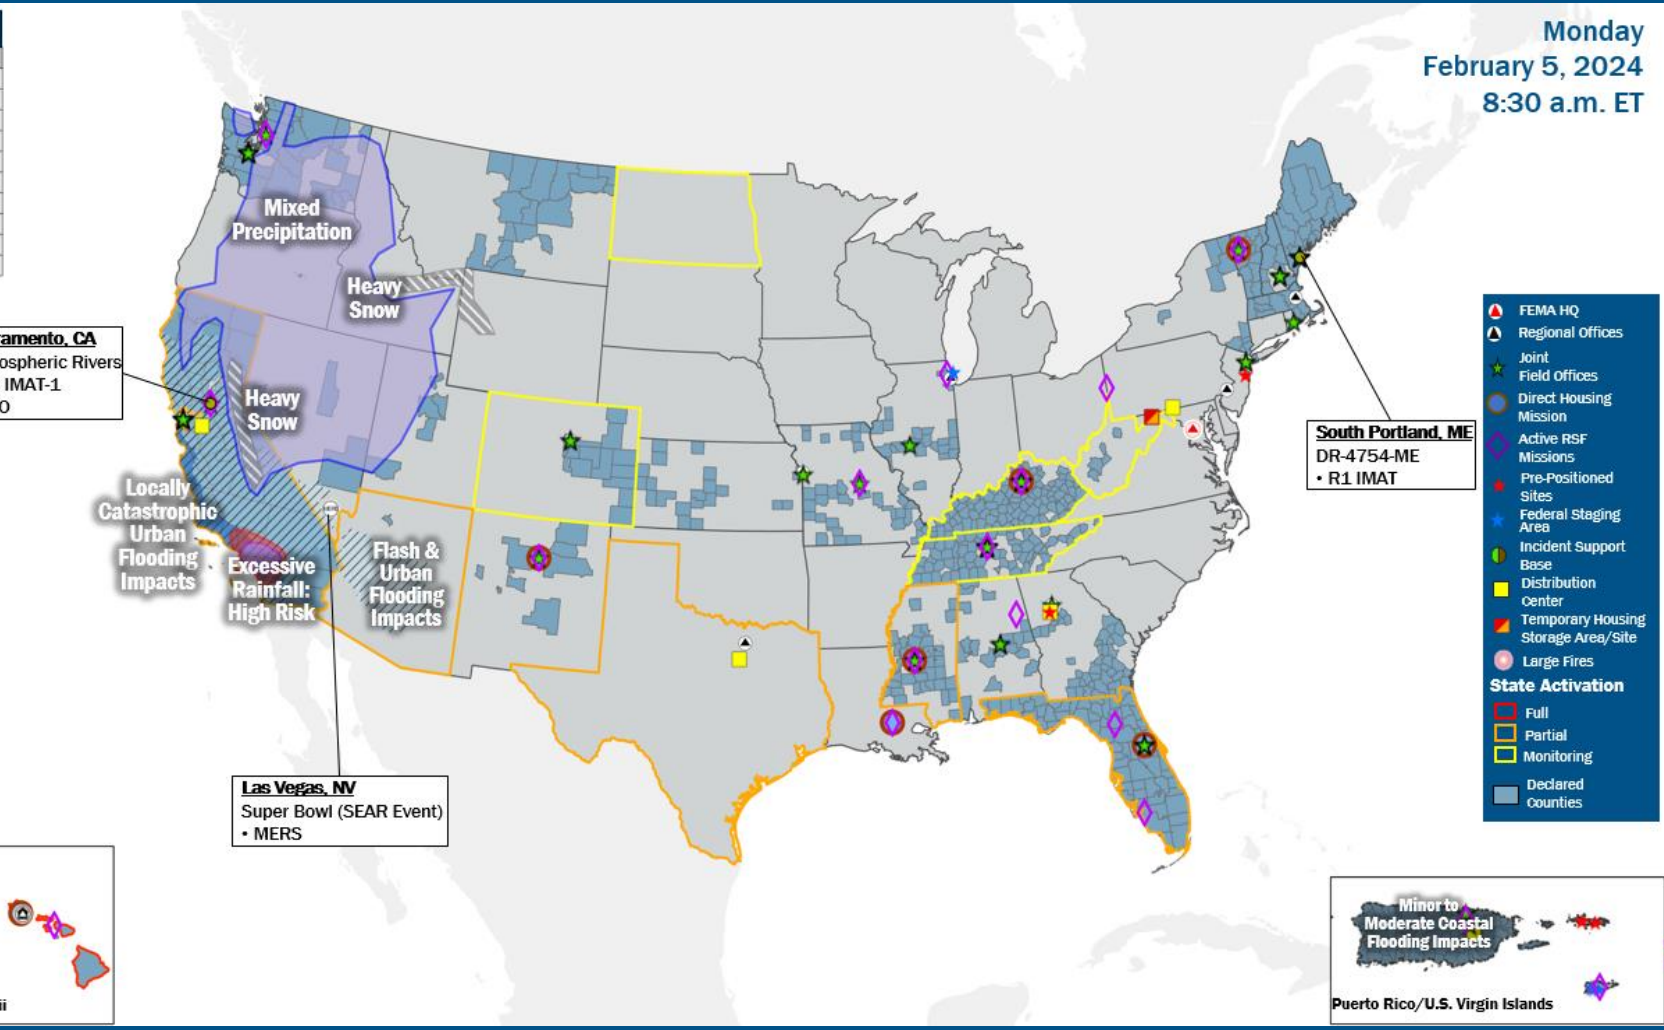 Monday
February 5, 2024
8:30 a.m. ET
Mixed
Precipitation
Heavy
Snow
ramento, CA
ospheric Rivers
IMAT-1
O
Heavy
Snow
Locally
Catastrophic
Urban
Flooding
Impacts
Excessive
Rainfall:
High Risk
Flash &
Urban
Flooding
Impacts
South Portland, ME
DR-4754-ME
• R1 IMAT
Las Vegas, NV
Super Bowl (SEAR Event)
• MERS
FEMA HQ
Regional Offices
Joint
Field Offices
Direct Housing
Mission
Active RSF
Missions
Pre-Positioned
Sites
Federal Staging
Area
Incident Support
Base
Distribution
Center
Temporary Housing
Storage Area/Site
Large Fires
State Activation
Full
Partial
Monitoring
Declared
Counties
ii
Minor to
Moderate Coastal
Flooding Impacts
Puerto Rico/U.S. Virgin Islands